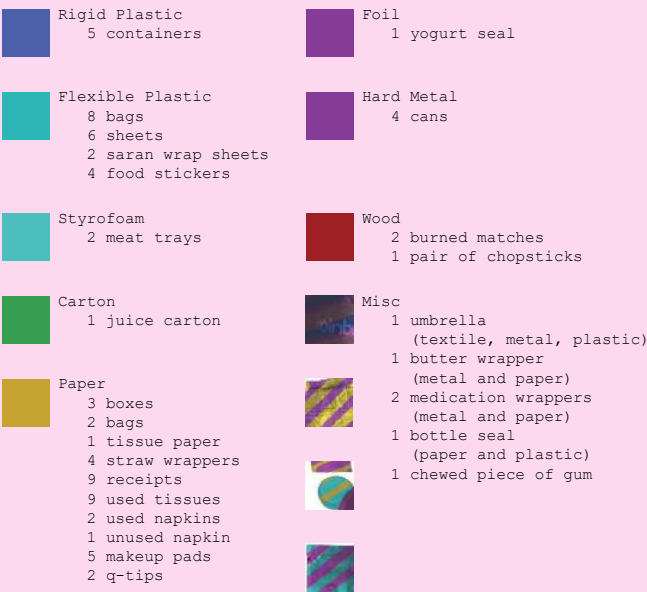 Rigid Plastic
5 containers
Flexible Plastic
8 bags
6 sheets
2 saran wrap sheets
4 food stickers
Styrofoam
2 meat trays
Carton
1 juice carton
Paper
3 boxes
2 bags
1 tissue paper
4 straw wrappers
9 receipts
9 used tissues
2 used napkins
1 unused napkin
5 makeup pads
2 q-tips
Foil
1 yogurt seal
Hard Metal
4 cans
Wood
2 burned matches
1 pair of chopsticks
Misc
1 umbrella
(textile, metal, plastic)
1 butter wrapper
(metal and paper)
2 medication wrappers
(metal and paper)
1 bottle seal
(paper and plastic)
1 chewed piece of gum